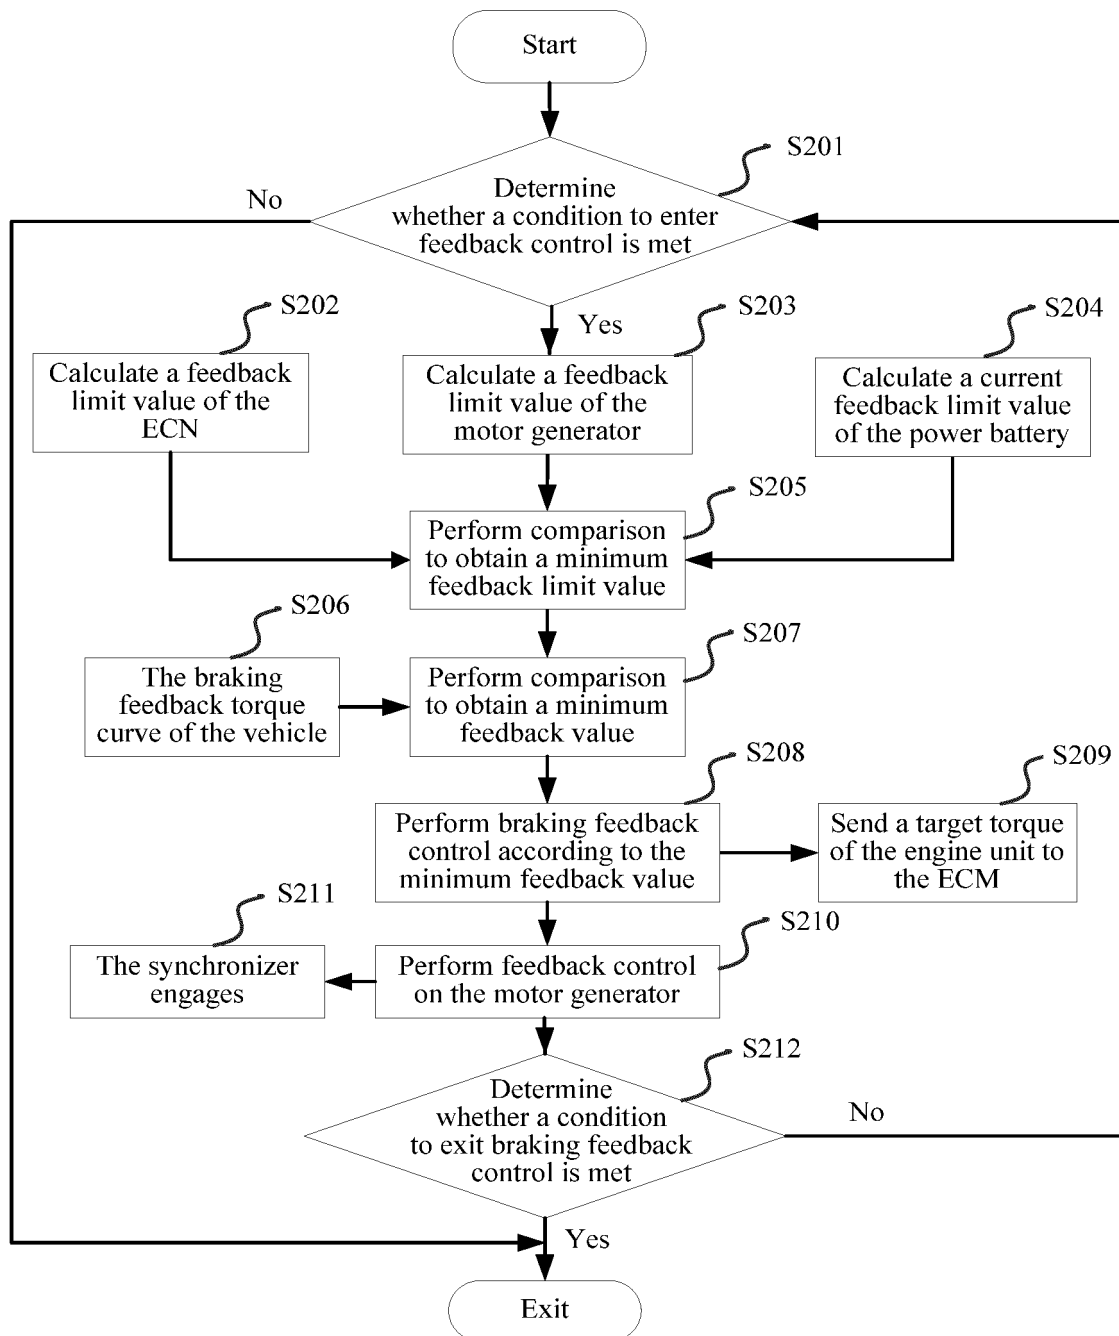 Start
S201
Determine
whether a condition to enter
feedback control is met
No
Yes
S202
Calculate a feedback
limit value of the
ECN
S203
Calculate a feedback
limit value of the
motor generator
S204
Calculate a current
feedback limit value
of the power battery
S205
Perform comparison
to obtain a minimum
feedback limit value
S206
The braking
feedback torque
curve of the vehicle
S207
Perform comparison
to obtain a minimum
feedback value
S208
Perform braking feedback
control according to the
minimum feedback value
S209
Send a target torque
of the engine unit to
the ECM
S211
The synchronizer
engages
S210
Perform feedback control
on the motor generator
S212
Determine
whether a condition
to exit braking feedback
control is met
No
Yes
Exit